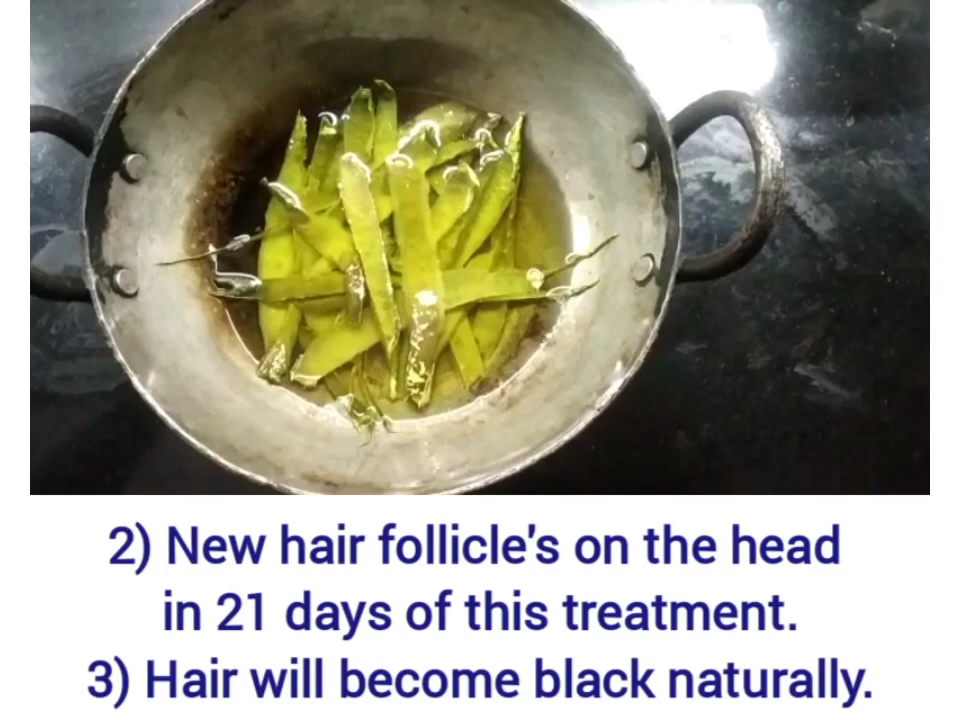 2) New hair follicle's on the head
in 21 days of this treatment.
3) Hair will become black naturally.